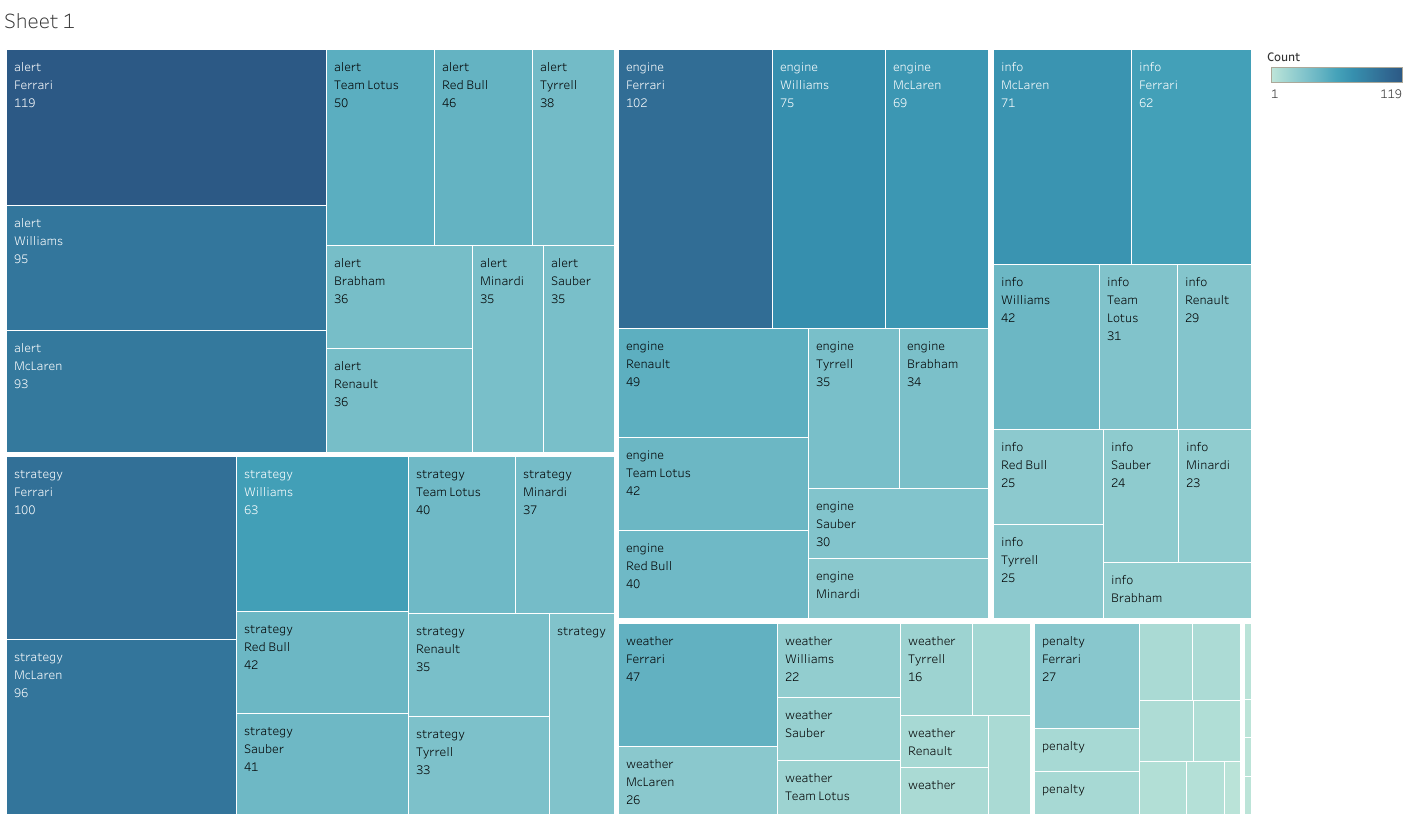 Sheet 1
alert
Ferrari
119
alert
Williams
95
alert
McLaren
93
alert
Team Lotus
50
alert
Red Bull
46
alert
Tyrrell
38
alert
Brabham
36
alert
Renault
36
alert
Minardi
35
alert
Sauber
35
strategy
Ferrari
100
strategy
McLaren
96
strategy
Williams
63
strategy
Red Bull
42
strategy
Sauber
41
strategy
Team Lotus
40
strategy
Minardi
37
strategy
Renault
35
strategy
Tyrrell
33
strategy
engine
Ferrari
102
engine
Williams
75
engine
McLaren
69
engine
Renault
49
engine
Team Lotus
42
engine
Red Bull
40
engine
Tyrrell
35
engine
Brabham
34
engine
Sauber
30
engine
Minardi
info
McLaren
71
info
Ferrari
62
info
Williams
42
info
Team
Lotus
31
info
Renault
29
info
Red Bull
25
info
Tyrrell
25
info
Sauber
24
info
Minardi
23
info
Brabham
weather
Ferrari
47
weather
McLaren
26
weather
Williams
22
weather
Sauber
weather
Team Lotus
weather
Tyrrell
16
weather
Renault
weather
penalty
Ferrari
27
penalty
penalty
Count
1
119